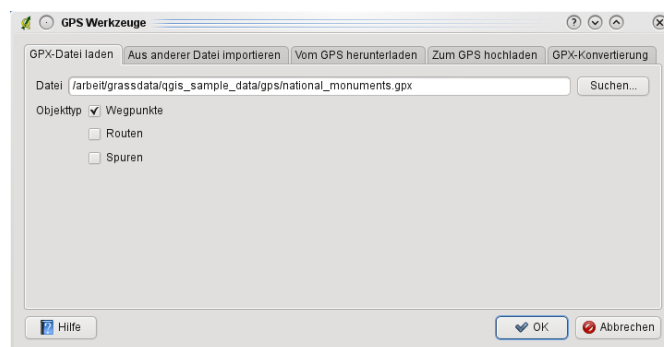 GPS Werkzeuge
GPX-Datei laden Aus anderer Datei importieren Vom GPS herunterladen Zum GPS hochladen GPX-Konvertierung
Datei /arbeit/grassdata/qgis_sample_data/gps/national_monuments.gpx Suchen...
Objekttyp Wegpunkte
Routen
Spuren
Hilfe OK Abbrechen